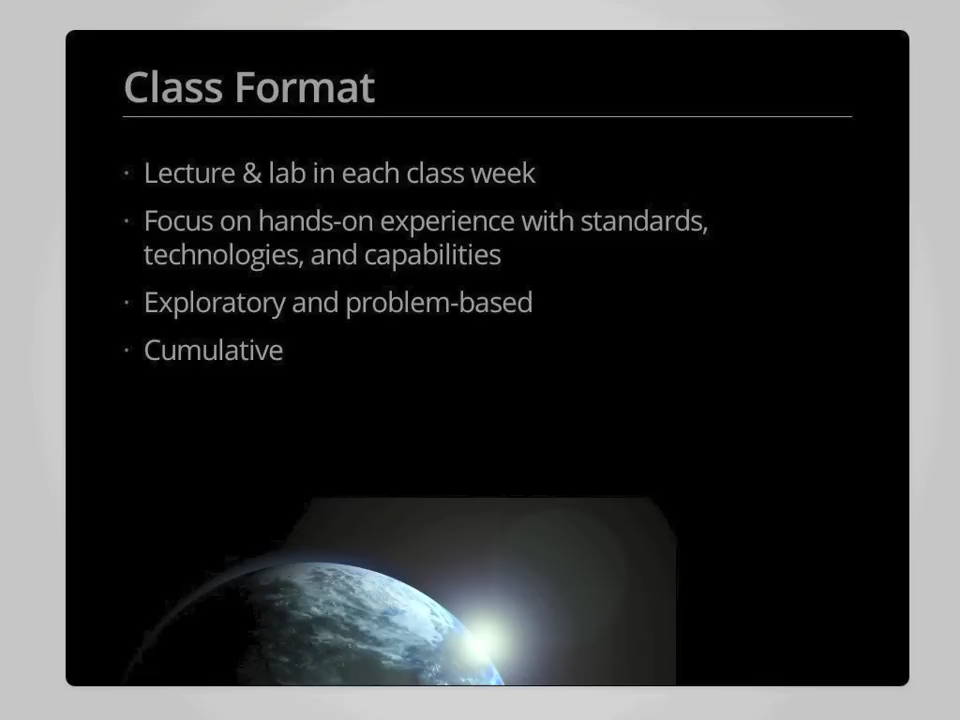 Class Format
· Lecture & lab in each class week
· Focus on hands-on experience with standards,
technologies, and capabilities
· Exploratory and problem-based
· Cumulative